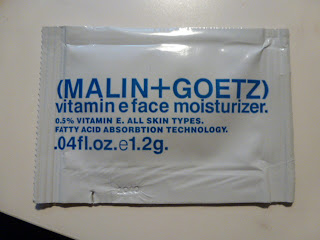 (MALIN+GOETZ)
vitamin e face moisturizer.
0.5% VITAMIN E. ALL SKIN TYPES.
FATTY ACID ABSORBTION TECHNOLOGY.
.04fl.oz.e1.2g.